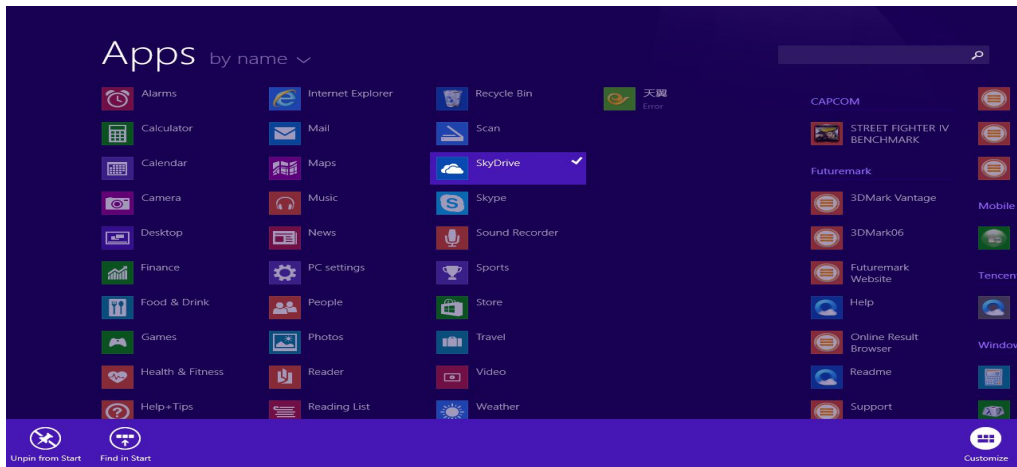 Apps by name
Alarms
Calculator
Calendar
Camera
Desktop
Finance
Food & Drink
Games
Health & Fitness
Help+Tips
Internet Explorer
Mail
Maps
Music
News
PC settings
People
Photos
Reader
Reading List
Recycle Bin
Scan
SkyDrive
Skype
Sound Recorder
Sports
Store
Travel
Video
Weather
天翼
Error
CAPCOM
STREET FIGHTER IV
BENCHMARK
Futuremark
3DMark Vantage
3DMark06
Futuremark
Website
Help
Online Result
Browser
Readme
Support
Mobile
Tencen
Window
Unpin from Start
Find in Start
Customize